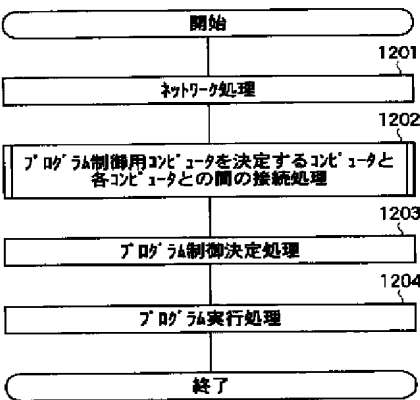 開始
1201
ネットワーク処理
1202
プログラム制御用コンピュータを決定するコンピュータと
各コンピュータとの間の接続処理
1203
プログラム制御決定処理
1204
プログラム実行処理
終了